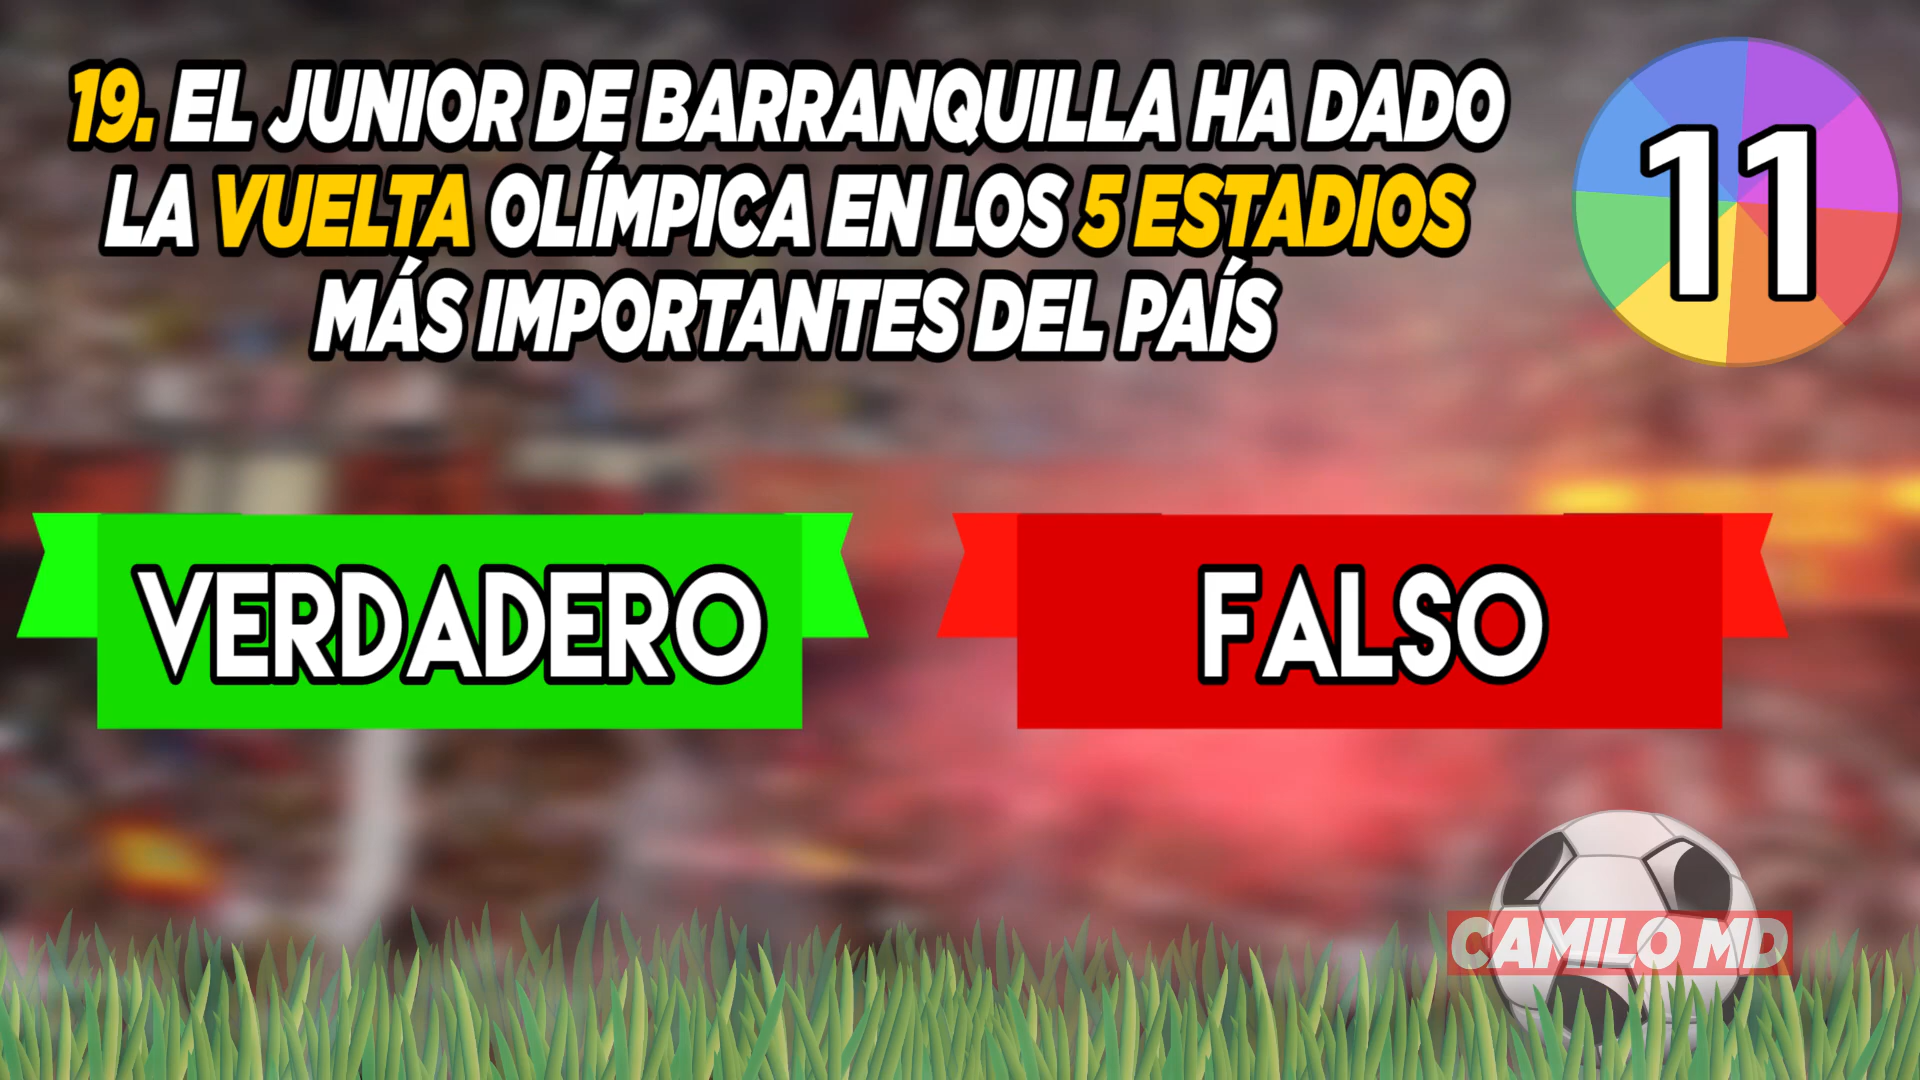 19. EL JUNIOR DE BARRANQUILLA HA DADO
LA VUELTA OLÍMPICA EN LOS 5 ESTADIOS
MÁS IMPORTANTES DEL PAÍS
11
VERDADERO
FALSO
CAMILO MD